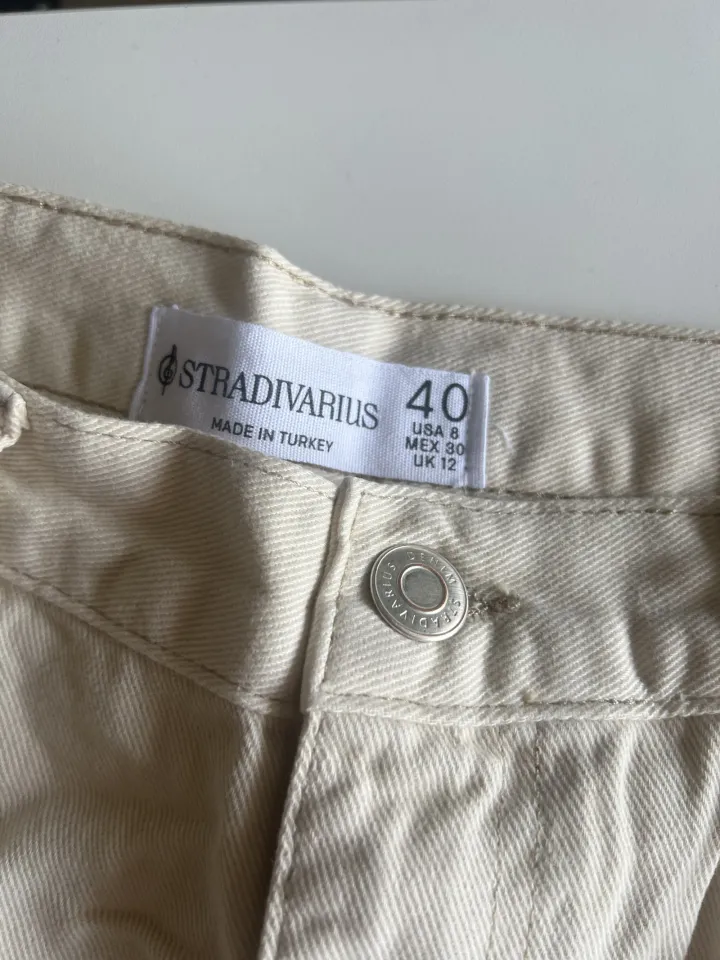 STRADIVARIUS
MADE IN TURKEY
40
USA 8
MEX 30
UK 12
DENIM STRADIVARIUS